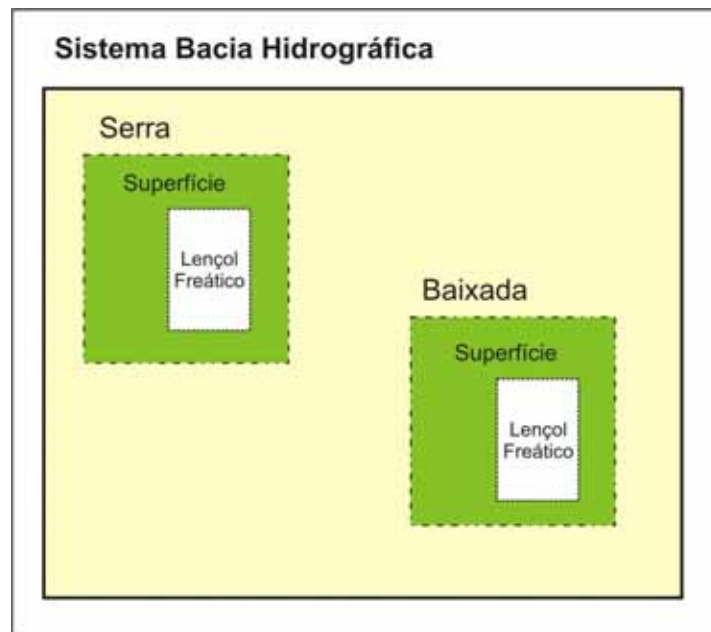 Sistema Bacia Hidrográfica
Serra
Superfície
Lençol
Freático
Baixada
Superfície
Lençol
Freático